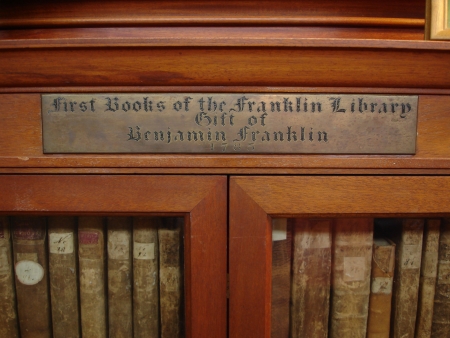 First Books of the Franklin Library
Gift of
Benjamin Franklin